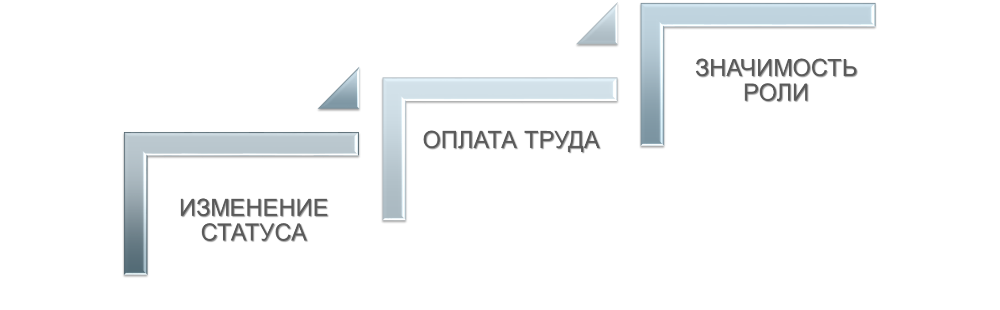 ИЗМЕНЕНИЕ
СТАТУСА
ОПЛАТА ТРУДА
ЗНАЧИМОСТЬ
РОЛИ